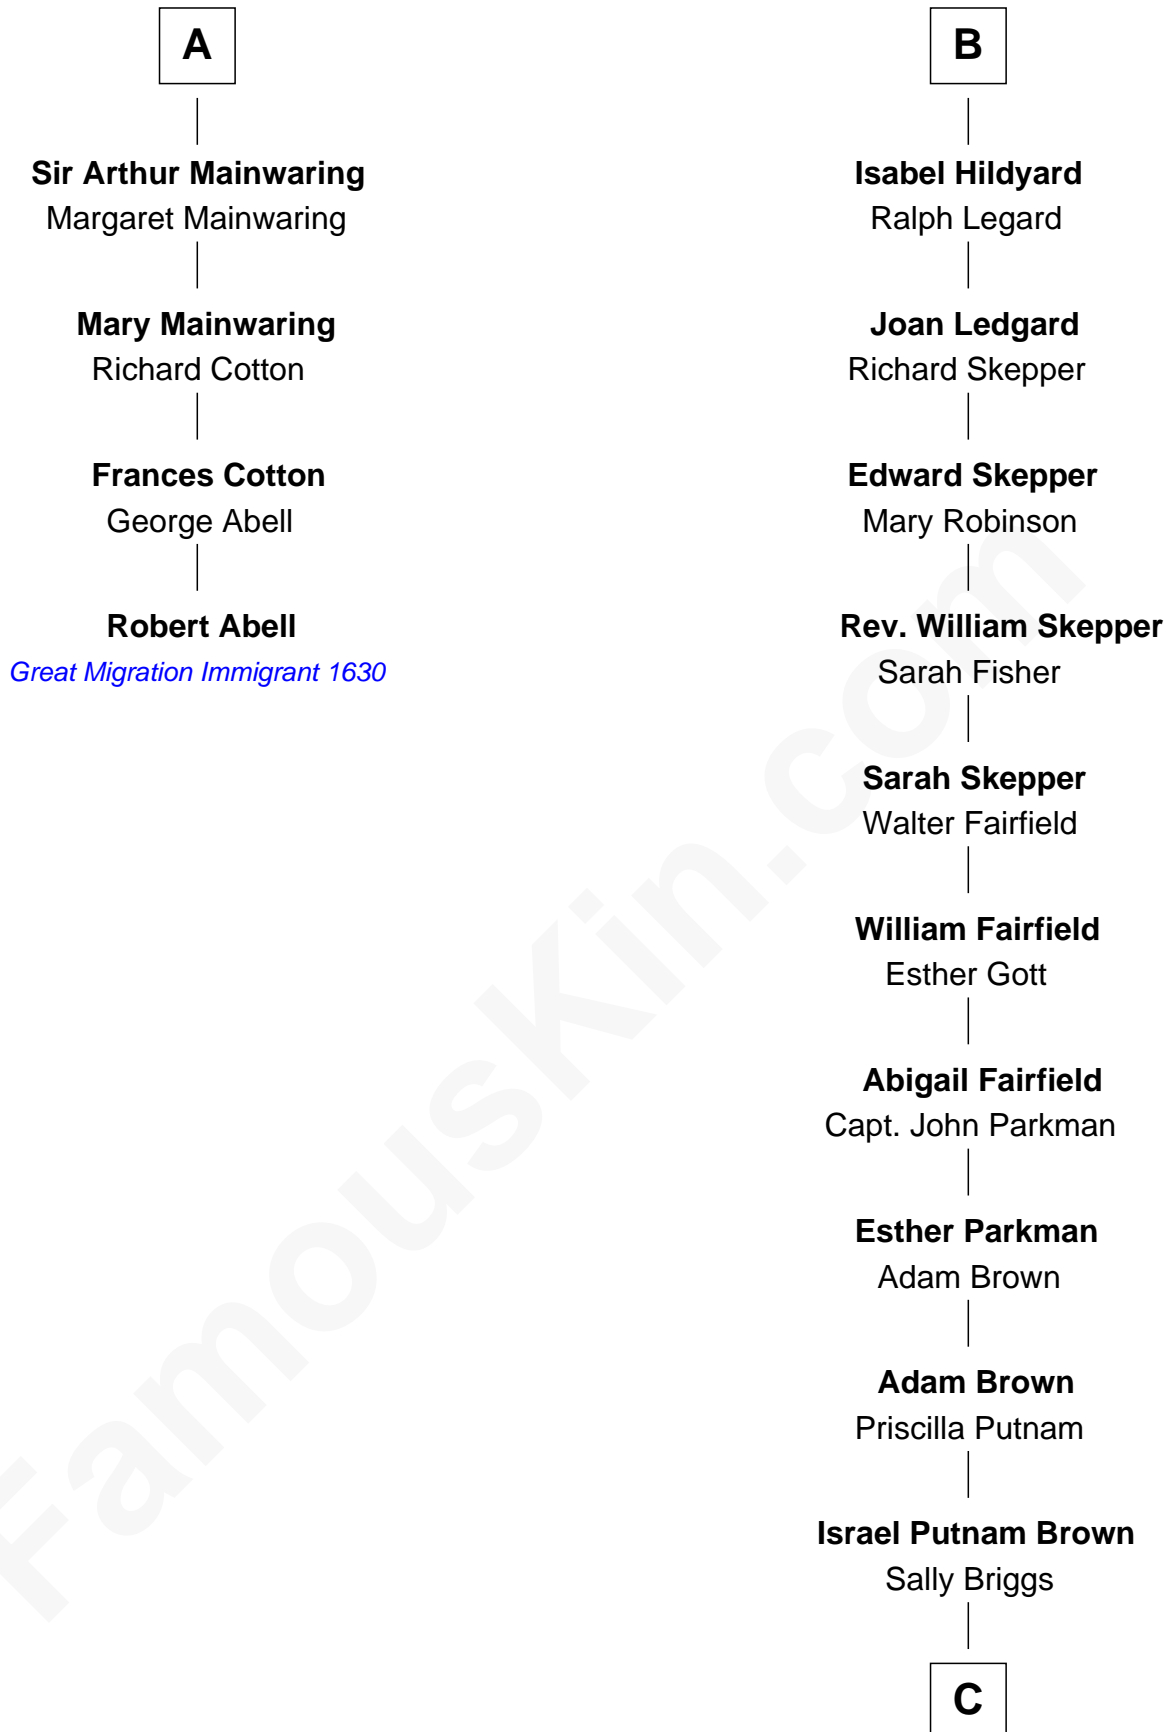 A
Sir Arthur Mainwaring
Margaret Mainwaring
Mary Mainwaring
Richard Cotton
Frances Cotton
George Abell
Robert Abell
Great Migration Immigrant 1630
B
Isabel Hildyard
Ralph Legard
Joan Ledgard
Richard Skepper
Edward Skepper
Mary Robinson
Rev. William Skepper
Sarah Fisher
Sarah Skepper
Walter Fairfield
William Fairfield
Esther Gott
Abigail Fairfield
Capt. John Parkman
Esther Parkman
Adam Brown
Adam Brown
Priscilla Putnam
Israel Putnam Brown
Sally Briggs
C
FamousKin.com